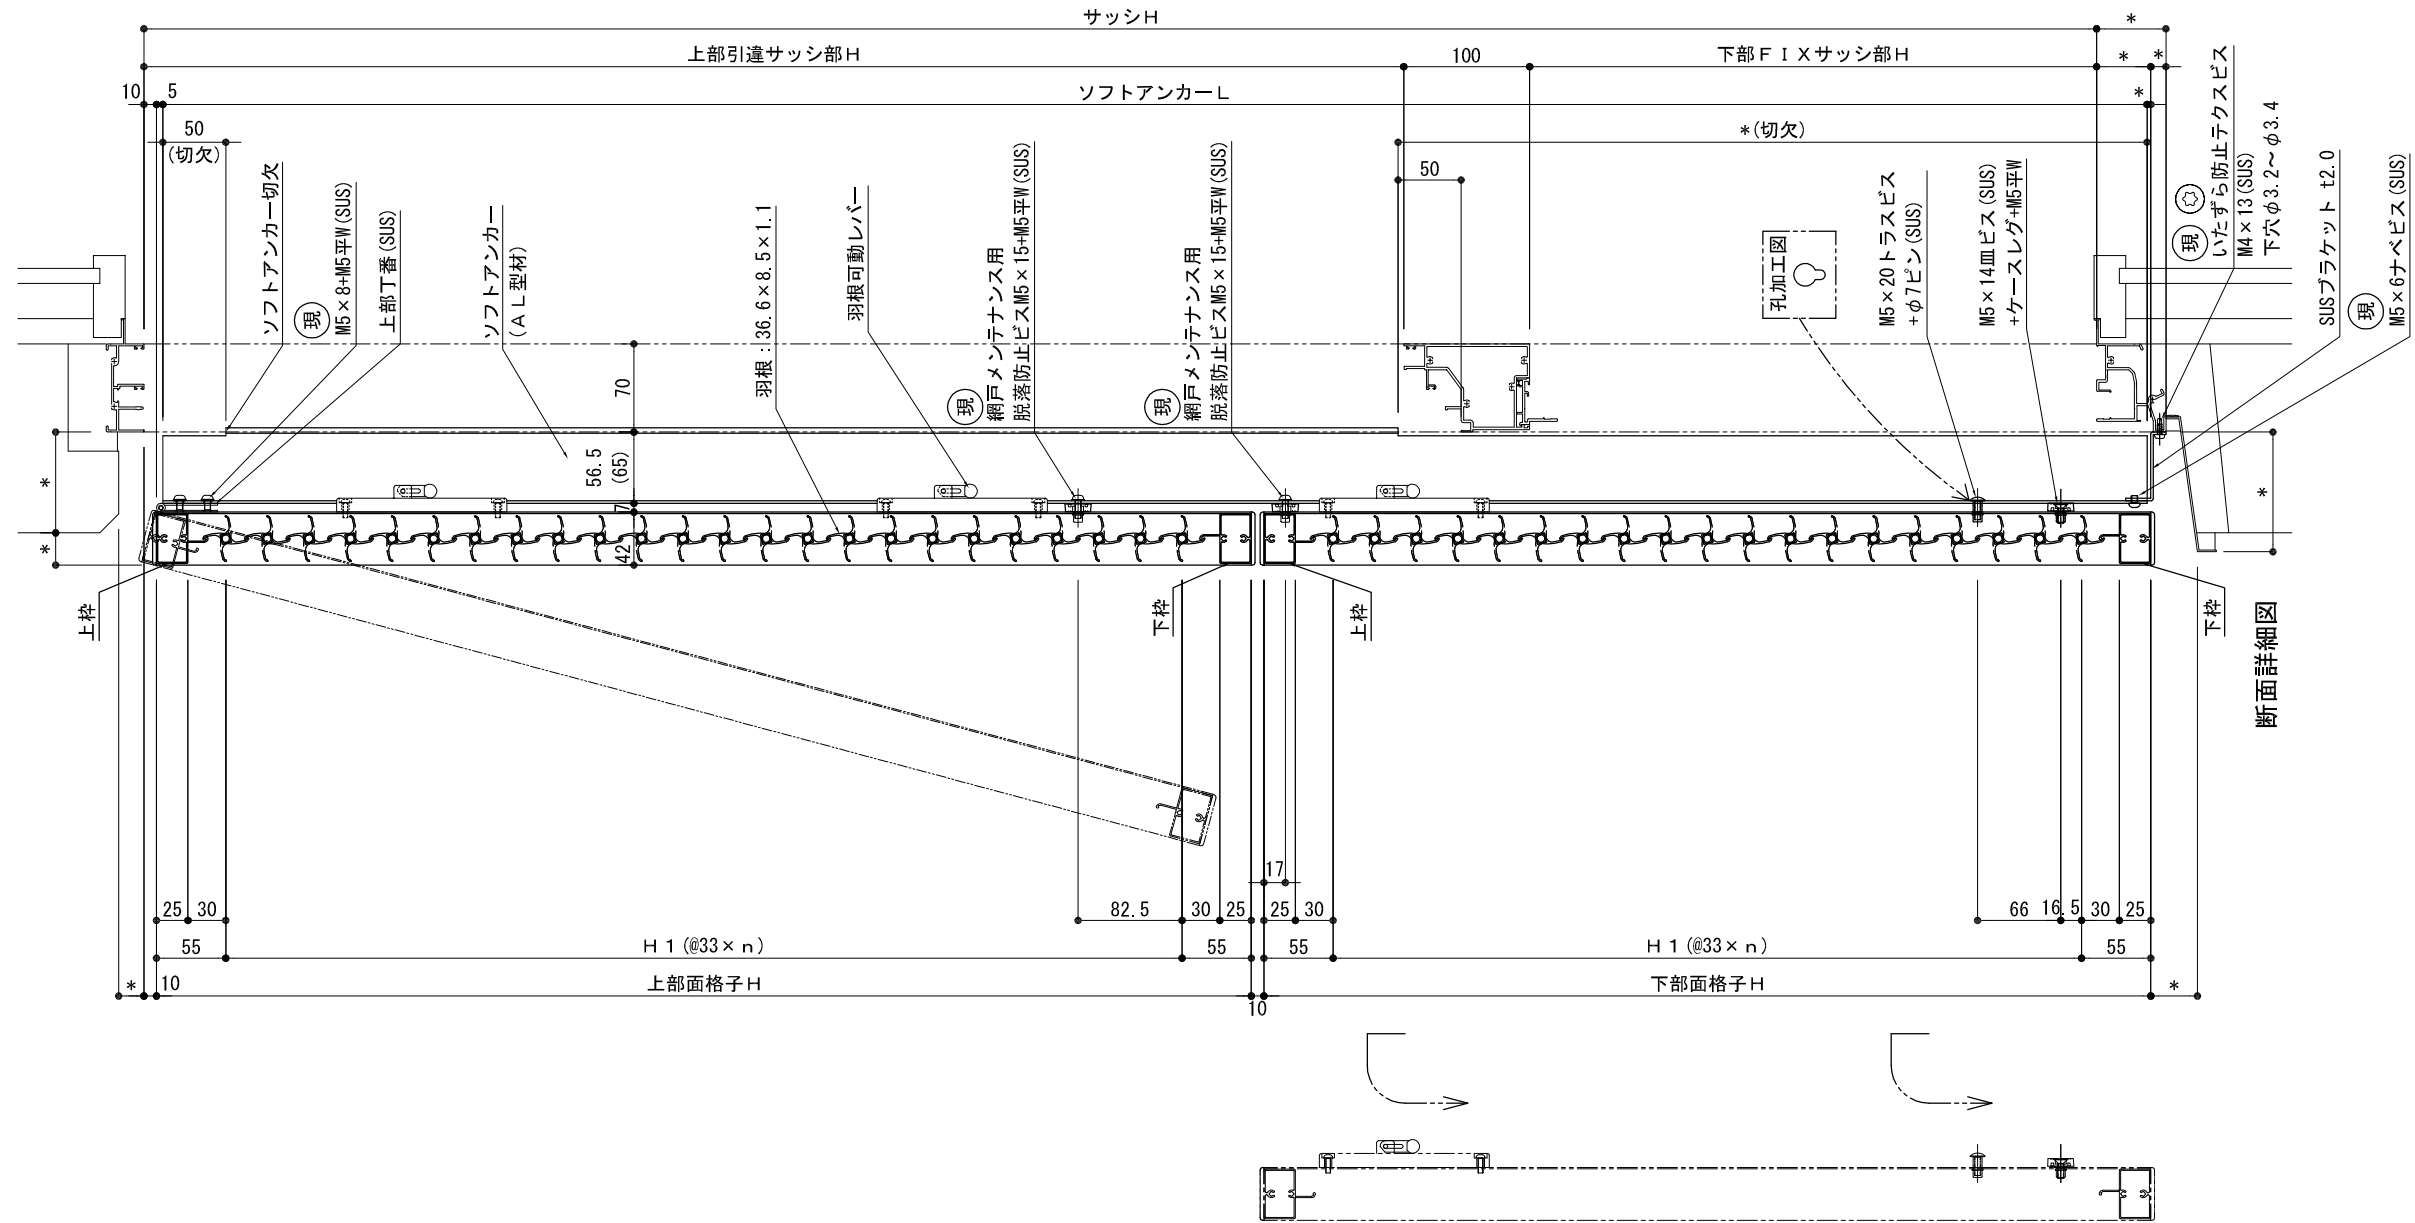 サッシH
*
上部引違サッシ部H
100
下部FIXサッシ部H
*
*
10
5
ソフトアンカーL
*
50
(切欠)
*(切欠)
50
ソフトアンカー切欠
現
M5×8+M5平W(SUS)
上部丁番(SUS)
ソフトアンカー
(AL型材)
羽根:36.6×8.5×1.1
羽根可動レバー
現
網戸メンテナンス用
脱落防止ビスM5×15+M5平W(SUS)
現
網戸メンテナンス用
脱落防止ビスM5×15+M5平W(SUS)
孔加工図
M5×20トラスビス
+φ7ピン(SUS)
M5×14皿ビス(SUS)
+ケースレグ+M5平W
現
いたずら防止テクスビス
M4×13(SUS)
下穴φ3.2~φ3.4
SUSブラケット t2.0
現
M5×6ナベビス(SUS)
70
56.5
(65)
7
42
*
*
*
上枠
下枠
上枠
下枠
断面詳細図
17
25
30
82.5
30
25
25
30
66
16.5
30
25
55
H1(@33×n)
55
55
H1(@33×n)
55
*
10
上部面格子H
10
下部面格子H
*